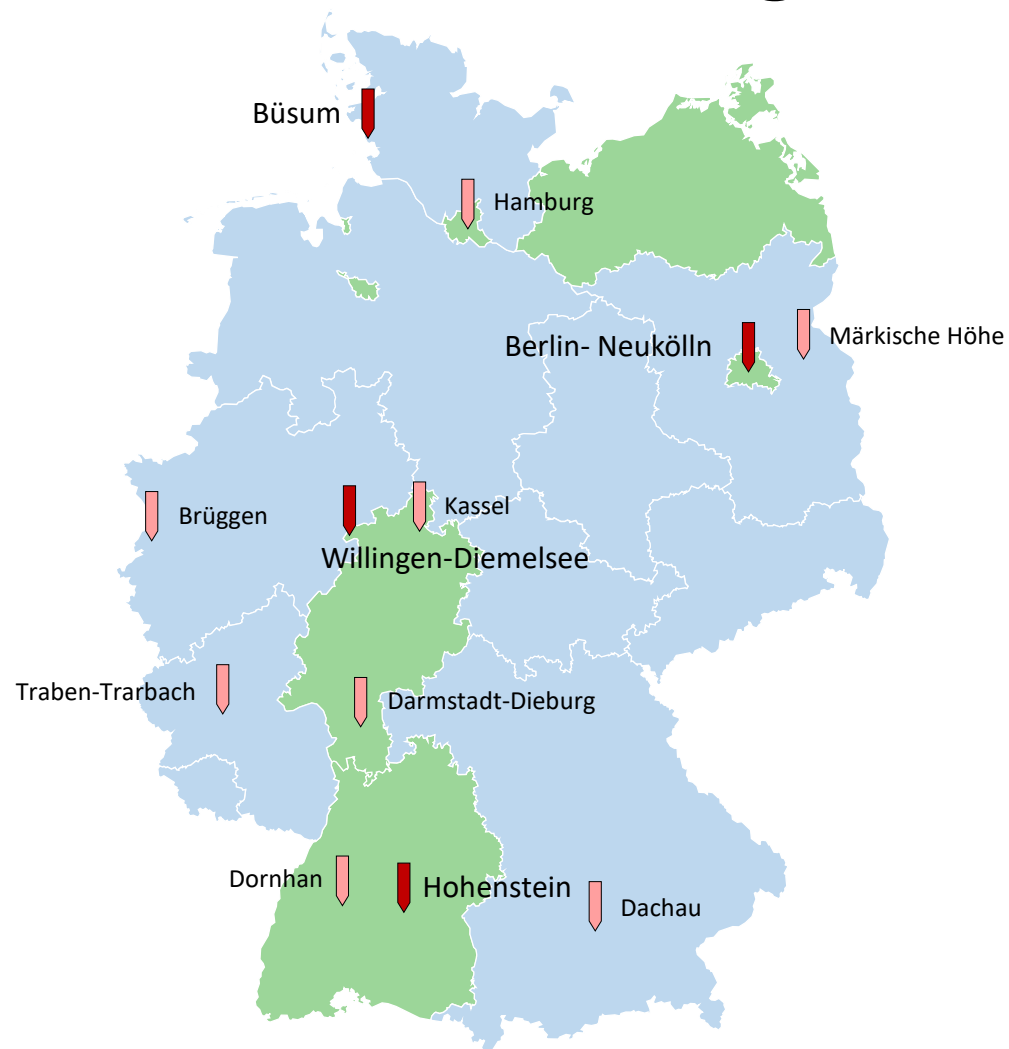 Büsum
Hamburg
Berlin- Neukölln
Märkische Höhe
Brüggen
Kassel
Willingen-Diemelsee
Traben-Trarbach
Darmstadt-Dieburg
Dornhan
Hohenstein
Dachau